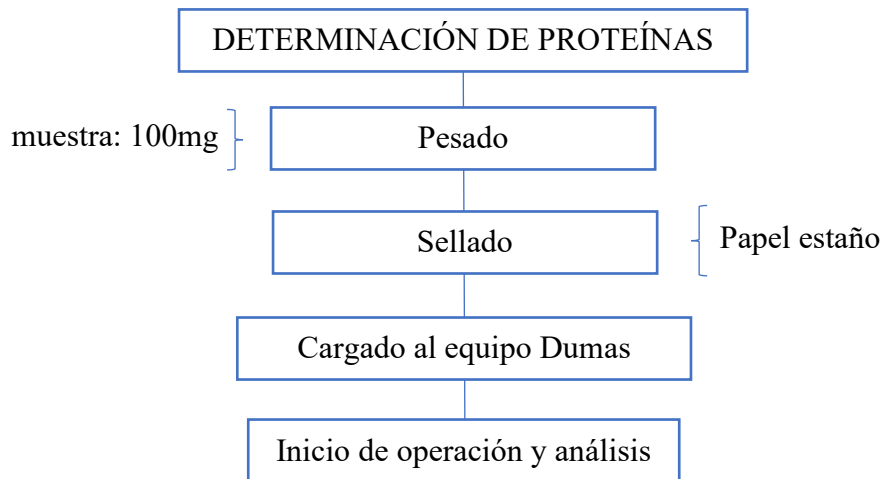 DETERMINACIÓN DE PROTEÍNAS
muestra: 100mg
Pesado
Sellado
Papel estaño
Cargado al equipo Dumas
Inicio de operación y análisis